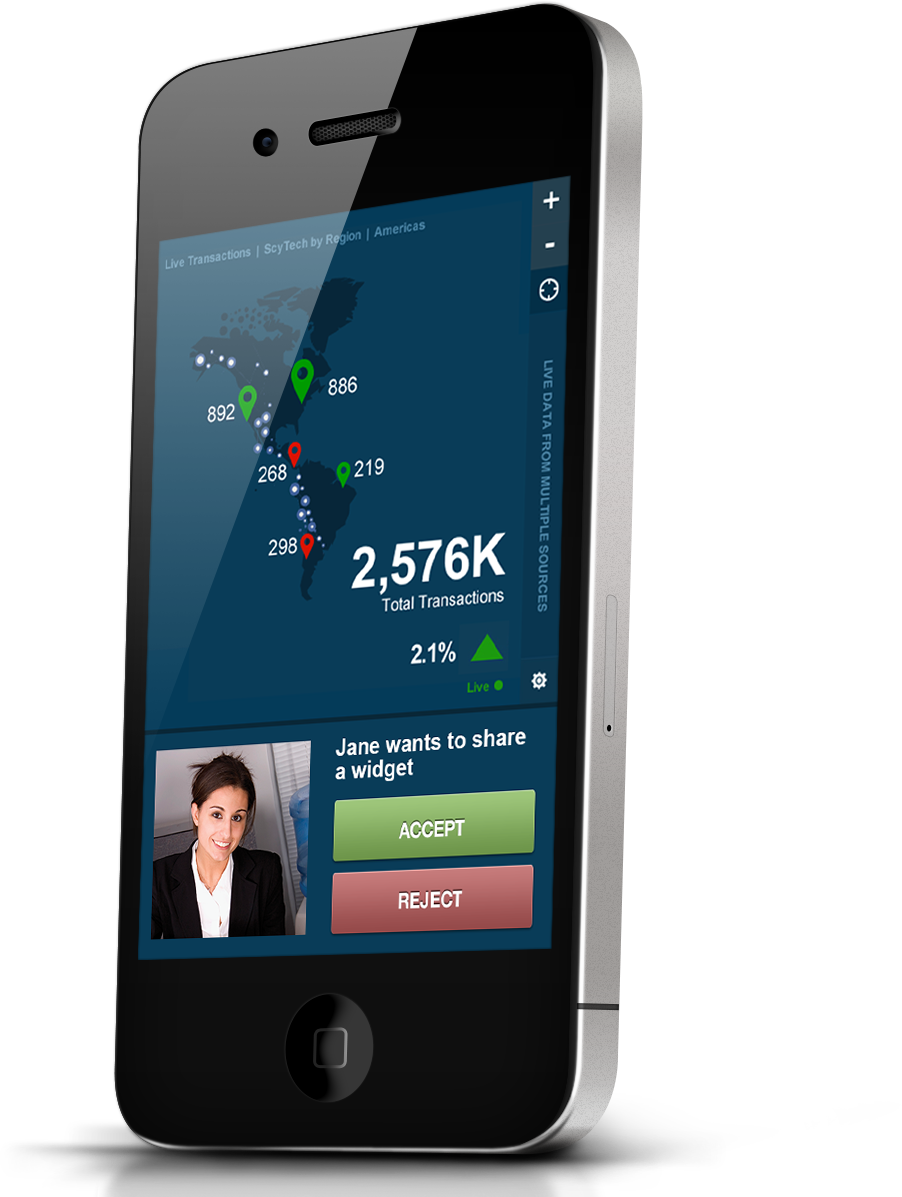 Live Transactions | ScyTech by Region | Americas
+
-
892
886
268
219
298
2,576K
Total Transactions
2.1%
Live
LIVE DATA FROM MULTIPLE SOURCES
Jane wants to share
a widget
ACCEPT
REJECT